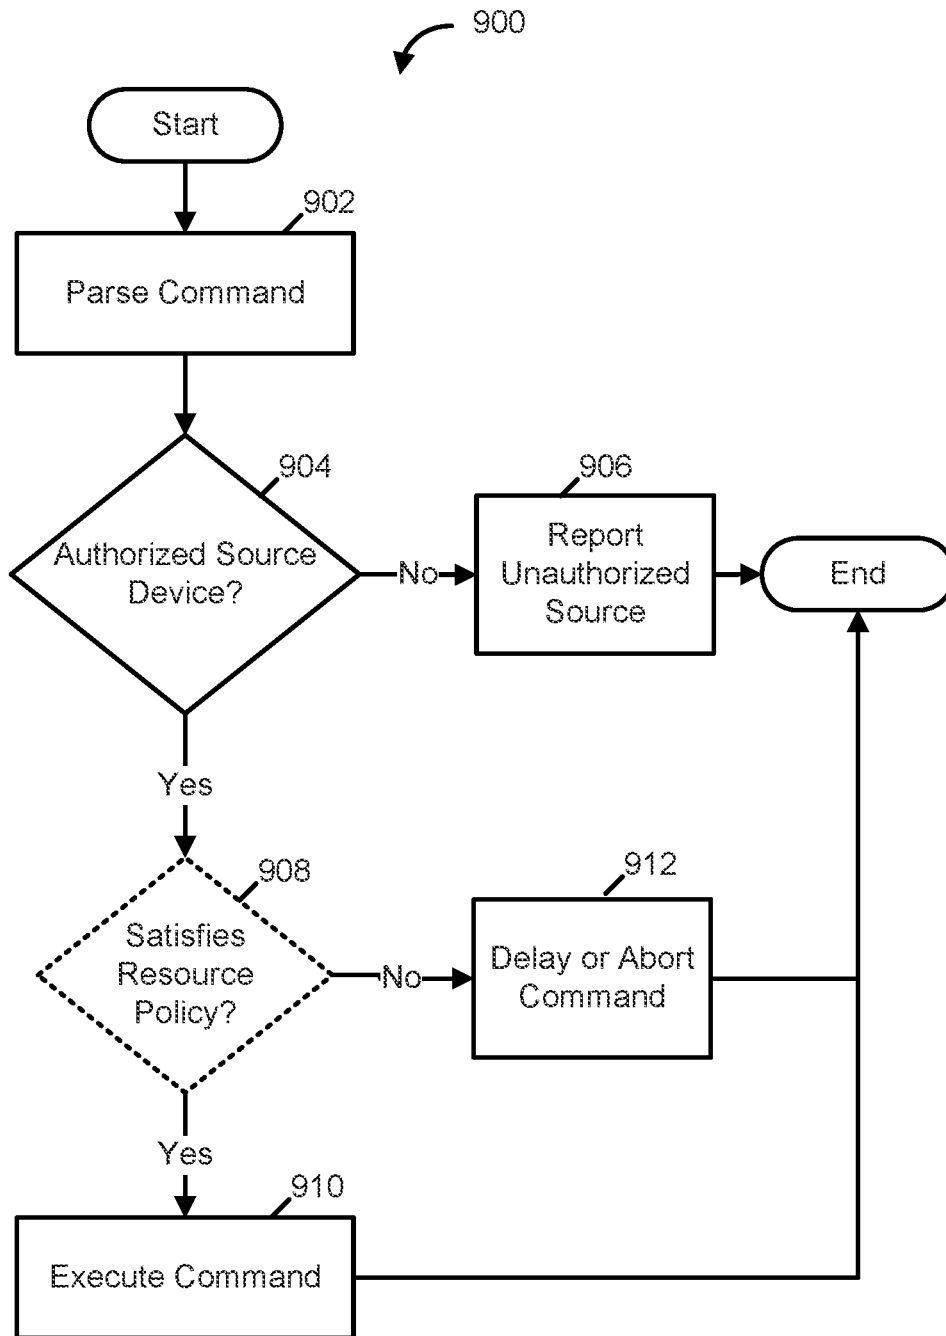 900
Start
902
Parse Command
904
Authorized Source
Device?
No
906
Report
Unauthorized
Source
End
Yes
908
Satisfies
Resource
Policy?
No
912
Delay or Abort
Command
Yes
910
Execute Command